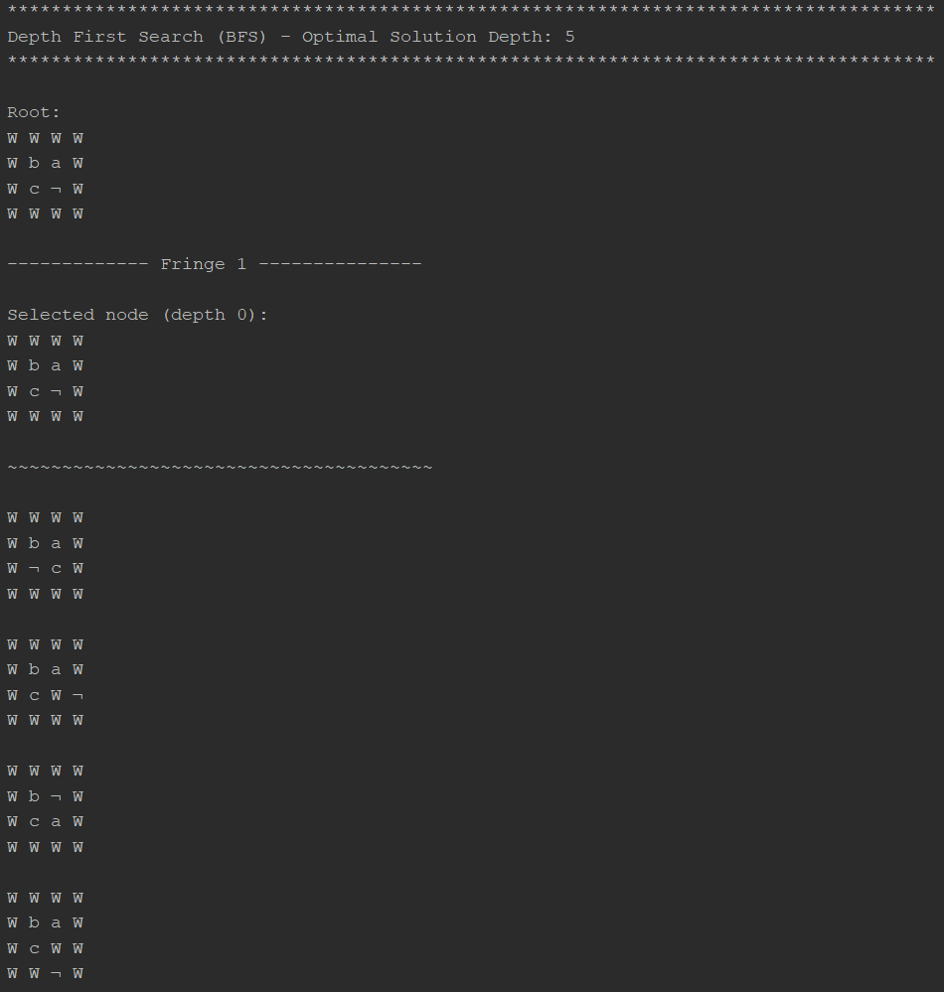 *************************************************************************************
Depth First Search (BFS) - Optimal Solution Depth: 5
*************************************************************************************
Root:
W W W W
W b a W
W c ¬ W
W W W W
------------- Fringe 1 ---------------
Selected node (depth 0):
W W W W
W b a W
W c ¬ W
W W W W
~~~~~~~~~~~~~~~~~~~~~~~~~~~~~~~~~~~~~~~
W W W W
W b a W
W ¬ c W
W W W W
W W W W
W b a W
W c W ¬
W W W W
W W W W
W b ¬ W
W c a W
W W W W
W W W W
W b a W
W c W W
W W ¬ W